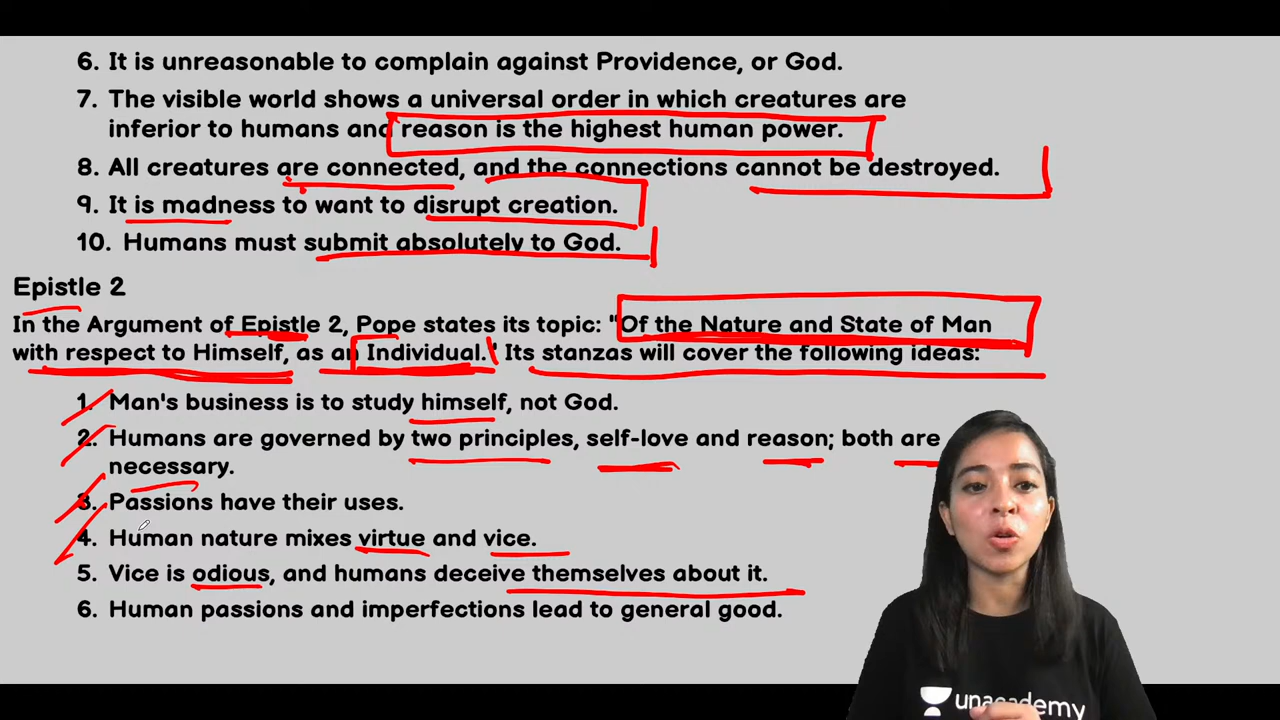 6. It is unreasonable to complain against Providence, or God.
7. The visible world shows a universal order in which creatures are
inferior to humans and reason is the highest human power.
8. All creatures are connected, and the connections cannot be destroyed.
9. It is madness to want to disrupt creation.
10. Humans must submit absolutely to God.
Epistle 2
In the Argument of Epistle 2, Pope states its topic: "Of the Nature and State of Man
with respect to Himself, as an Individual." Its stanzas will cover the following ideas:
1. Man's business is to study himself, not God.
2. Humans are governed by two principles, self-love and reason; both are
necessary.
3. Passions have their uses.
4. Human nature mixes virtue and vice.
5. Vice is odious, and humans deceive themselves about it.
6. Human passions and imperfections lead to general good.
unacademy